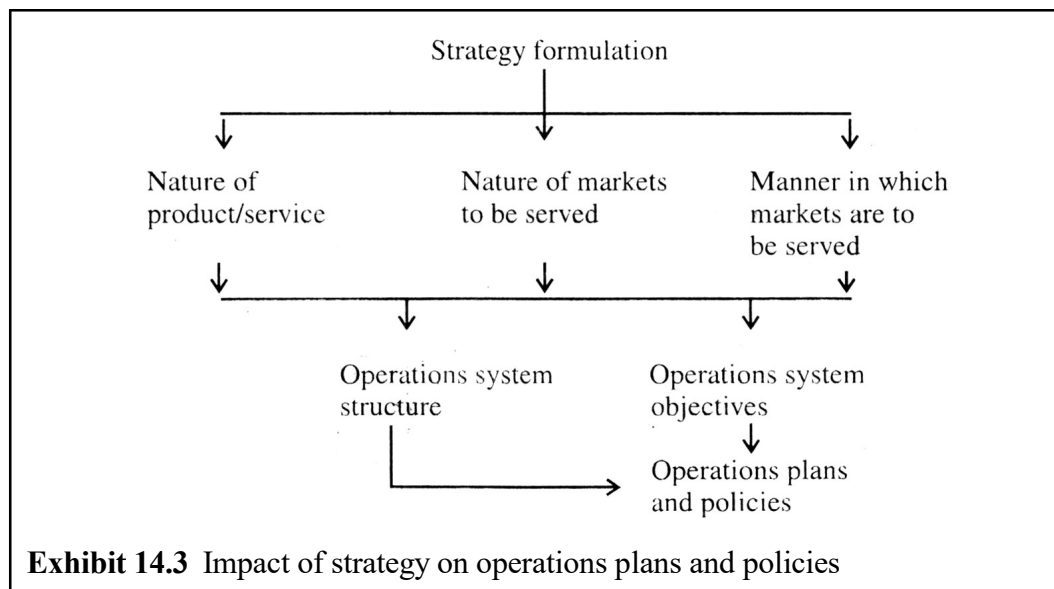 Strategy formulation
Nature of
product/service
Nature of markets
to be served
Manner in which
markets are to
be served
Operations system
structure
Operations system
objectives
Operations plans
and policies
Exhibit 14.3 Impact of strategy on operations plans and policies